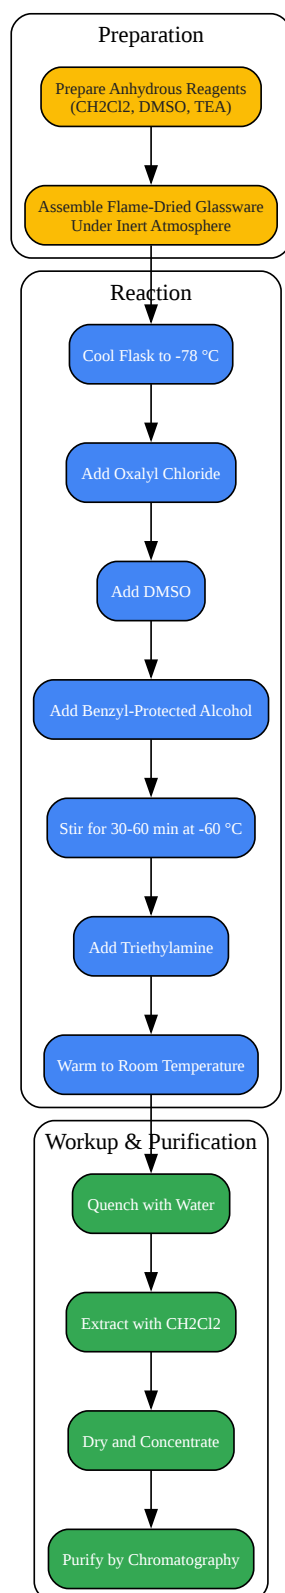 Preparation
Prepare Anhydrous Reagents
(CH2Cl2, DMSO, TEA)
Assemble Flame-Dried Glassware
Under Inert Atmosphere
Reaction
Cool Flask to -78 °C
Add Oxalyl Chloride
Add DMSO
Add Benzyl-Protected Alcohol
Stir for 30-60 min at -60 °C
Add Triethylamine
Warm to Room Temperature
Workup & Purification
Quench with Water
Extract with CH2Cl2
Dry and Concentrate
Purify by Chromatography